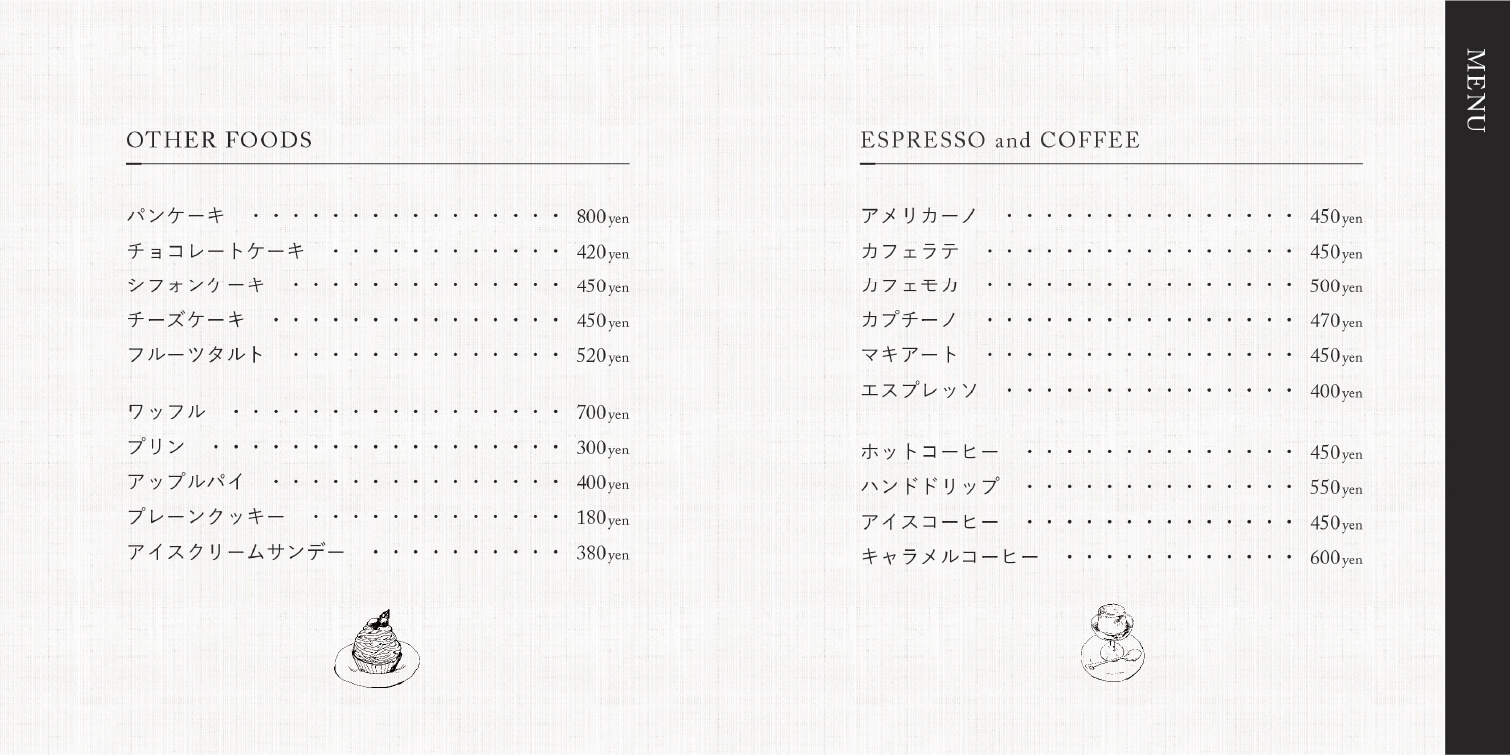 OTHER FOODS
パンケーキ ・・・・・・・・・・・・・・・・ 800yen
チョコレートケーキ ・・・・・・・・・・・・ 420yen
シフォンケーキ ・・・・・・・・・・・・・・ 450yen
チーズケーキ ・・・・・・・・・・・・・・・ 450yen
フルーツタルト ・・・・・・・・・・・・・・ 520yen
ワッフル ・・・・・・・・・・・・・・・・・ 700yen
プリン ・・・・・・・・・・・・・・・・・・ 300yen
アップルパイ ・・・・・・・・・・・・・・・ 400yen
プレーンクッキー ・・・・・・・・・・・・・ 180yen
アイスクリームサンデー ・・・・・・・・・・ 380yen
ESPRESSO and COFFEE
アメリカーノ ・・・・・・・・・・・・・・・ 450yen
カフェラテ ・・・・・・・・・・・・・・・・ 450yen
カフェモカ ・・・・・・・・・・・・・・・・ 500yen
カプチーノ ・・・・・・・・・・・・・・・・ 470yen
マキアート ・・・・・・・・・・・・・・・・ 450yen
エスプレッソ ・・・・・・・・・・・・・・・ 400yen
ホットコーヒー ・・・・・・・・・・・・・・ 450yen
ハンドドリップ ・・・・・・・・・・・・・・ 550yen
アイスコーヒー ・・・・・・・・・・・・・・ 450yen
キャラメルコーヒー ・・・・・・・・・・・・ 600yen
MENU